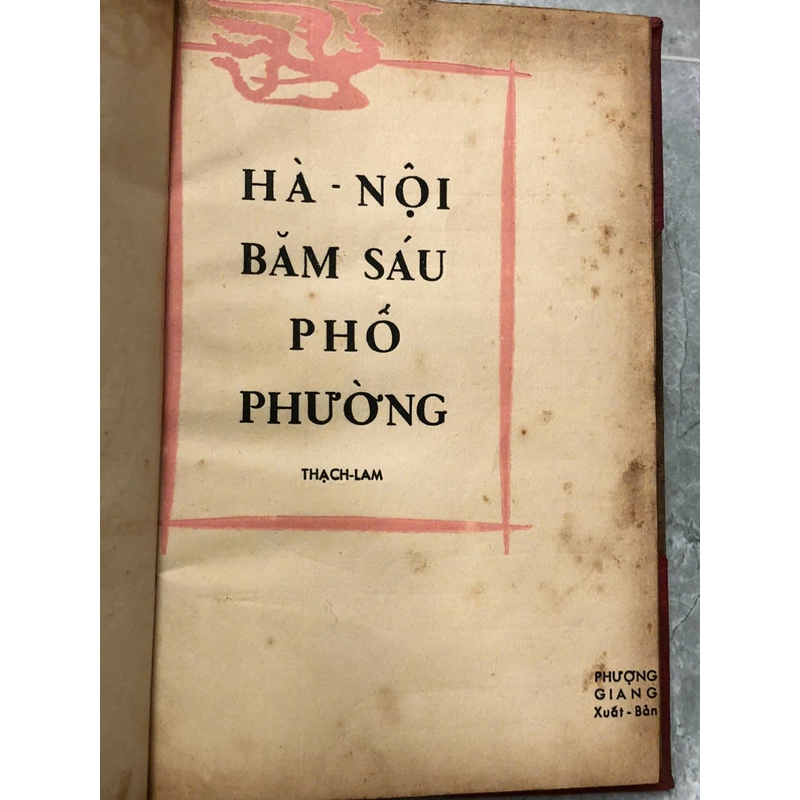 HÀ - NỘI
BĂM SÁU
PHỐ
PHƯỜNG
THẠCH-LAM
PHƯỢNG
GIANG
Xuất - Bản